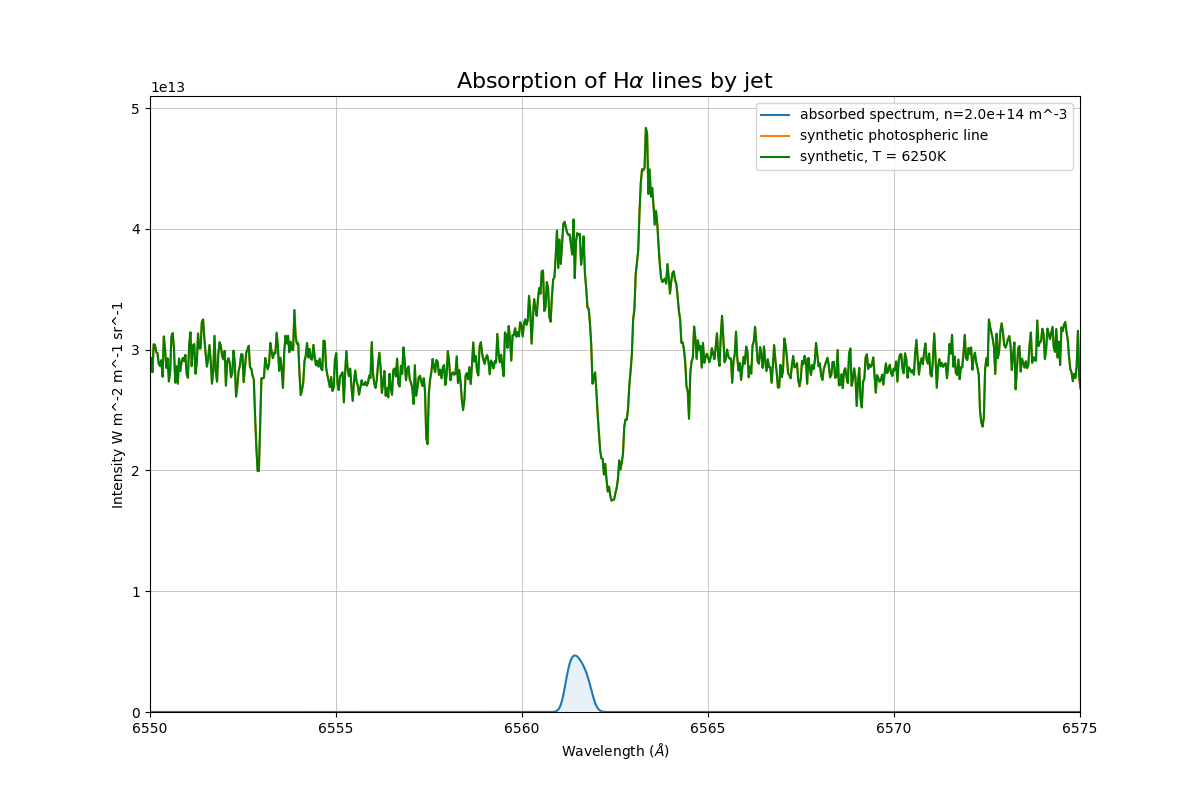 Absorption of Hα lines by jet
1e13
absorbed spectrum, n=2.0e+14 m^-3
synthetic photospheric line
synthetic, T = 6250K
5
4
3
2
1
0
Intensity W m^-2 m^-1 sr^-1
6550 6555 6560 6565 6570 6575
Wavelength (Å)